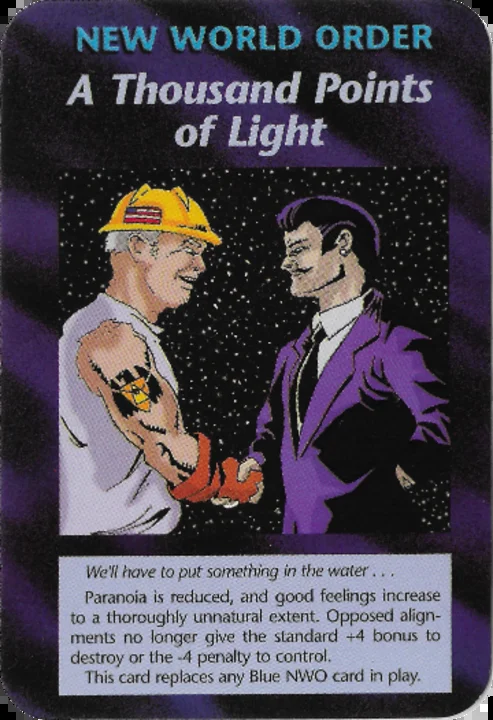 NEW WORLD ORDER
A Thousand Points
of Light
We'll have to put something in the water . . .
Paranoia is reduced, and good feelings increase
to a thoroughly unnatural extent. Opposed align-
ments no longer give the standard +4 bonus to
destroy or the -4 penalty to control.
This card replaces any Blue NWO card in play.